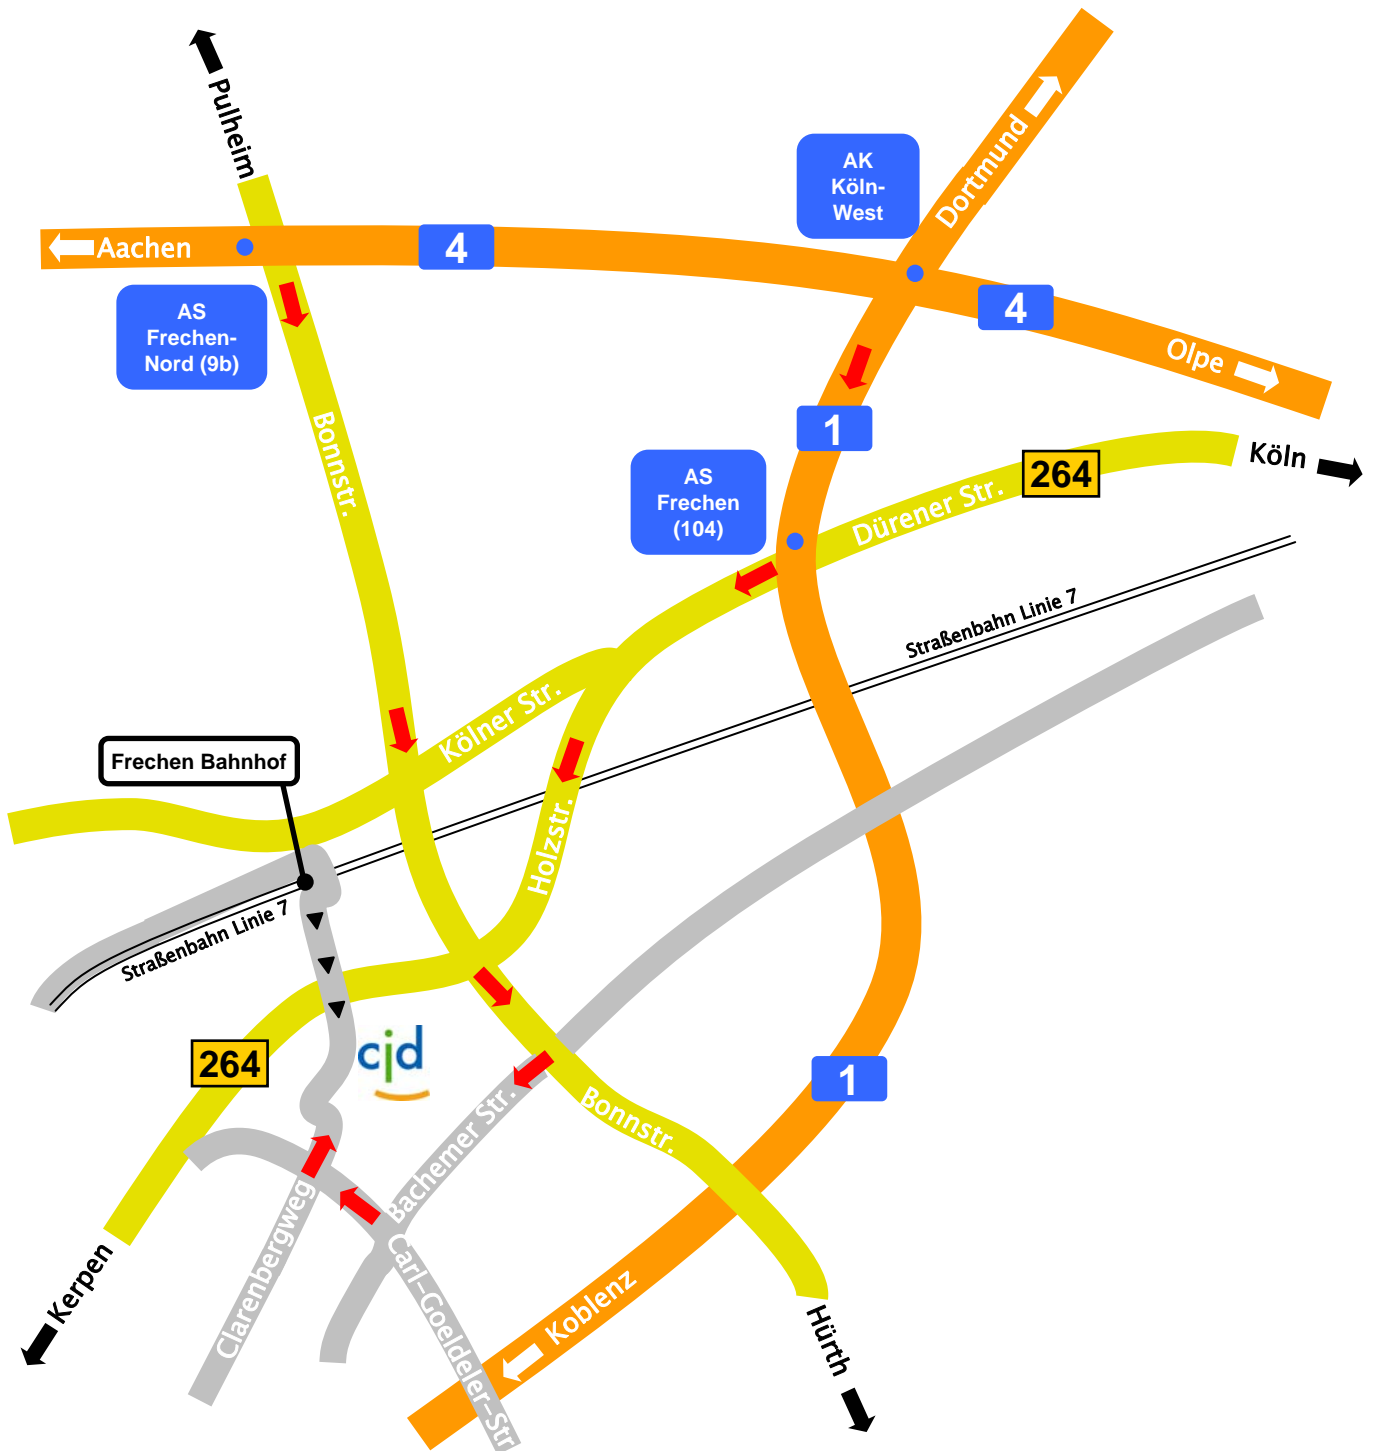 Pulheim
Dortmund
AK
Köln-
West
Aachen
4
4
AS
Frechen-
Nord (9b)
Olpe
Bonnstr.
1
Köln
264
AS
Frechen
(104)
Dürener Str.
Straßenbahn Linie 7
Kölner Str.
Frechen Bahnhof
Holzstr.
Straßenbahn Linie 7
264
cjd
1
Bonnstr.
Bachemer Str.
Clarenbergweg
Carl-Goeldeler-Str
Kerpen
Koblenz
Hürth